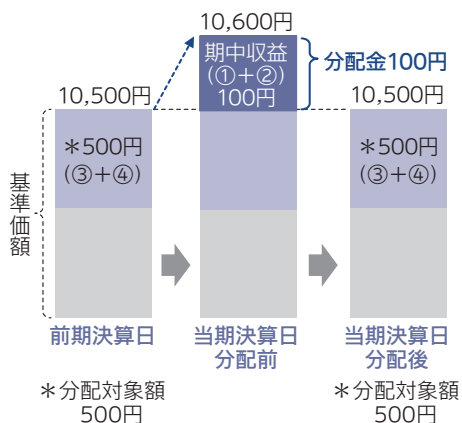 10,600円
期中収益
(①+②)
100円
分配金100円
10,500円
10,500円
＊500円
(③+④)
＊500円
(③+④)
基準価額
前期決算日
当期決算日
分配前
当期決算日
分配後
＊分配対象額
500円
＊分配対象額
500円